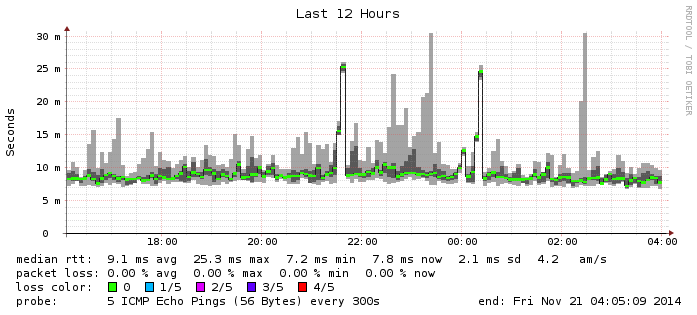 Last 12 Hours
RRDTOOL / TOBI OETIKER
Seconds
30 m
25 m
20 m
15 m
10 m
5 m
0
18:00 20:00 22:00 00:00 02:00 04:00
median rtt: 9.1 ms avg 25.3 ms max 7.2 ms min 7.8 ms now 2.1 ms sd 4.2 am/s
packet loss: 0.00 % avg 0.00 % max 0.00 % min 0.00 % now
loss color: 0 1/5 2/5 3/5 4/5
probe: 5 ICMP Echo Pings (56 Bytes) every 300s end: Fri Nov 21 04:05:09 2014